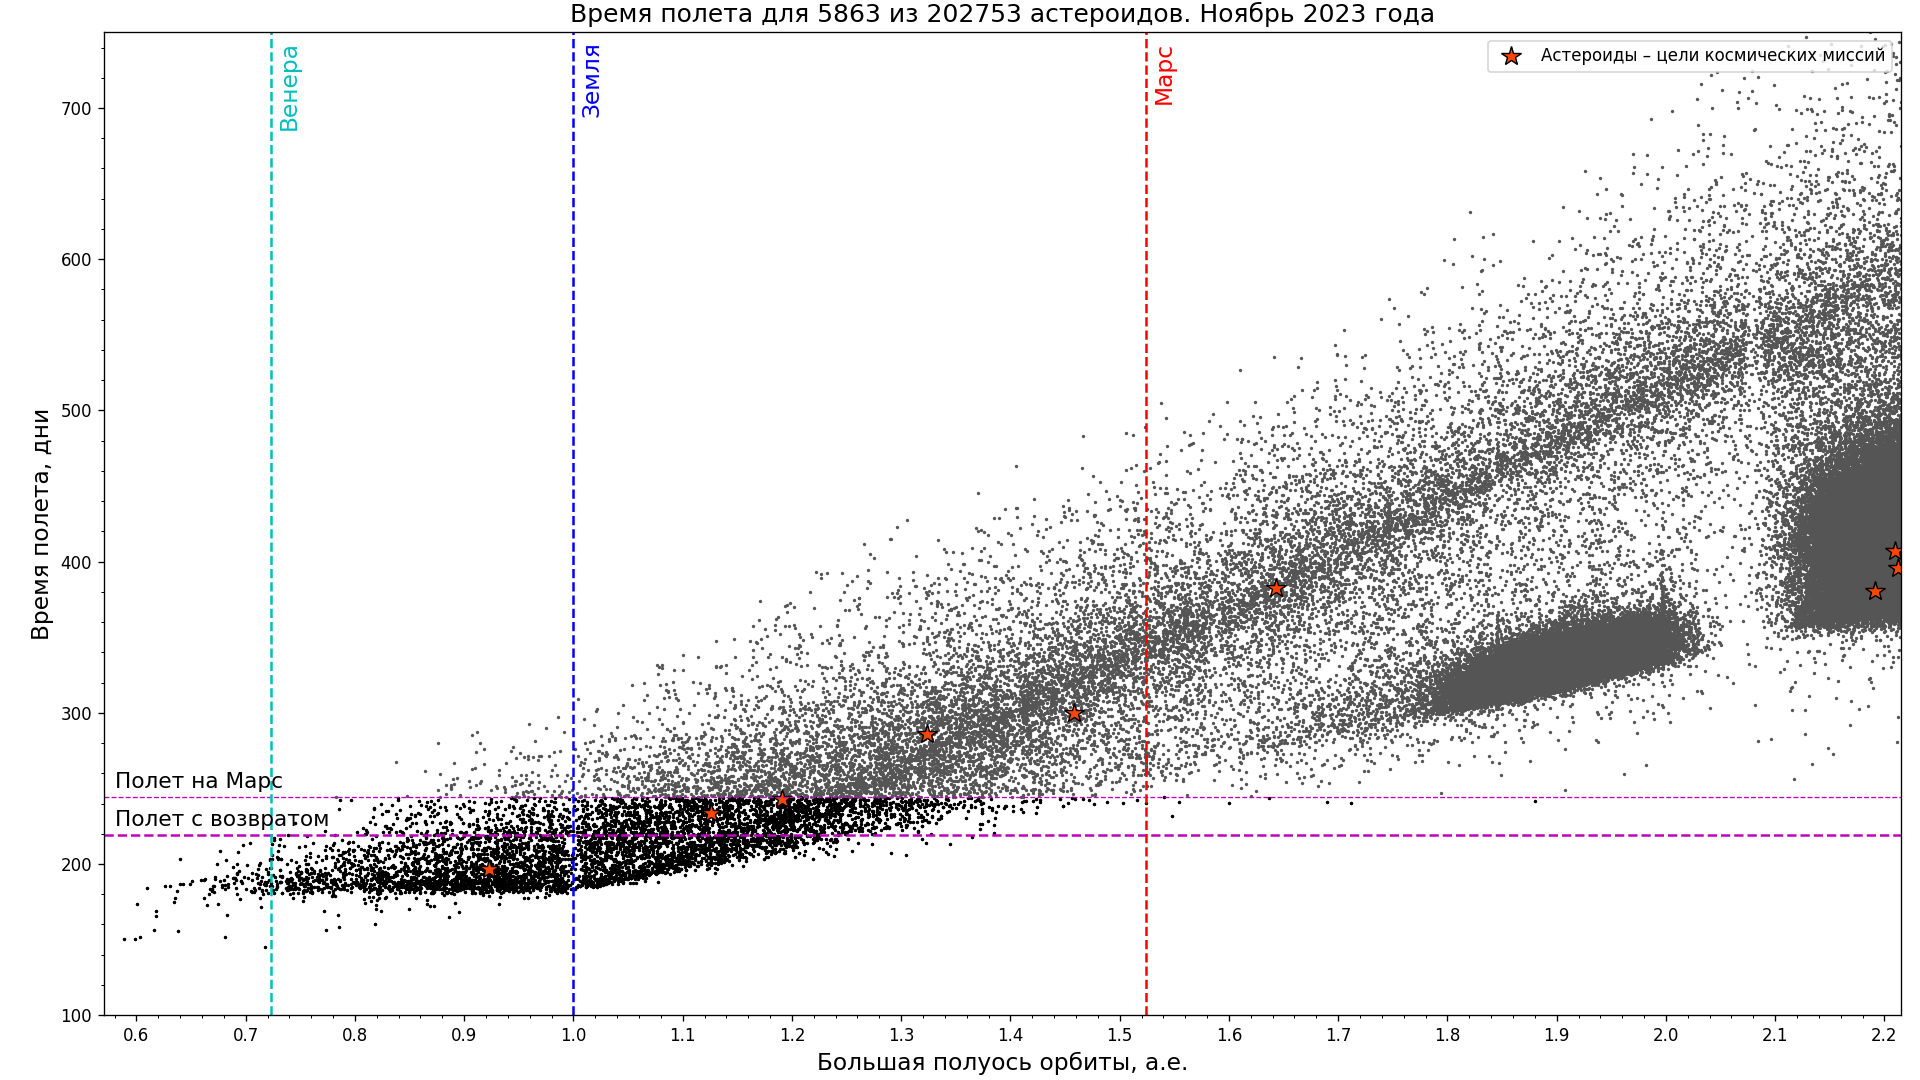 Время полета для 5863 из 202753 астероидов. Ноябрь 2023 года
Астероиды – цели космических миссий
Венера
Земля
Марс
Время полета, дни
700
600
500
400
300
200
100
Полет на Марс
Полет с возвратом
0.6 0.7 0.8 0.9 1.0 1.1 1.2 1.3 1.4 1.5 1.6 1.7 1.8 1.9 2.0 2.1 2.2
Большая полуось орбиты, а.е.